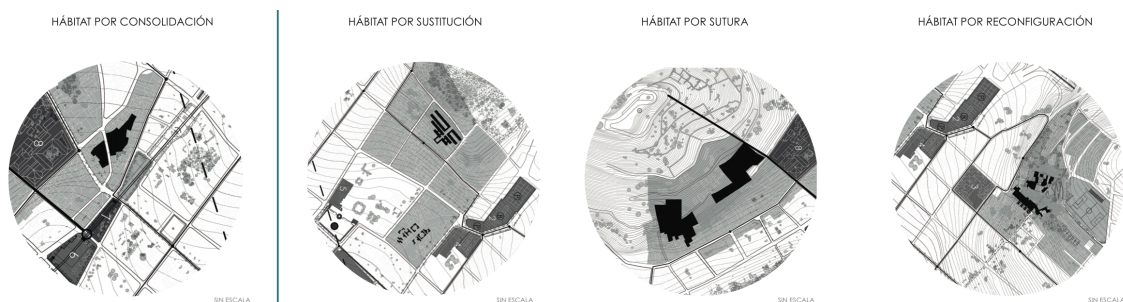 HÁBITAT POR CONSOLIDACIÓN
HÁBITAT POR SUSTITUCIÓN
HÁBITAT POR SUTURA
HÁBITAT POR RECONFIGURACIÓN
SIN ESCALA
SIN ESCALA
SIN ESCALA
SIN ESCALA